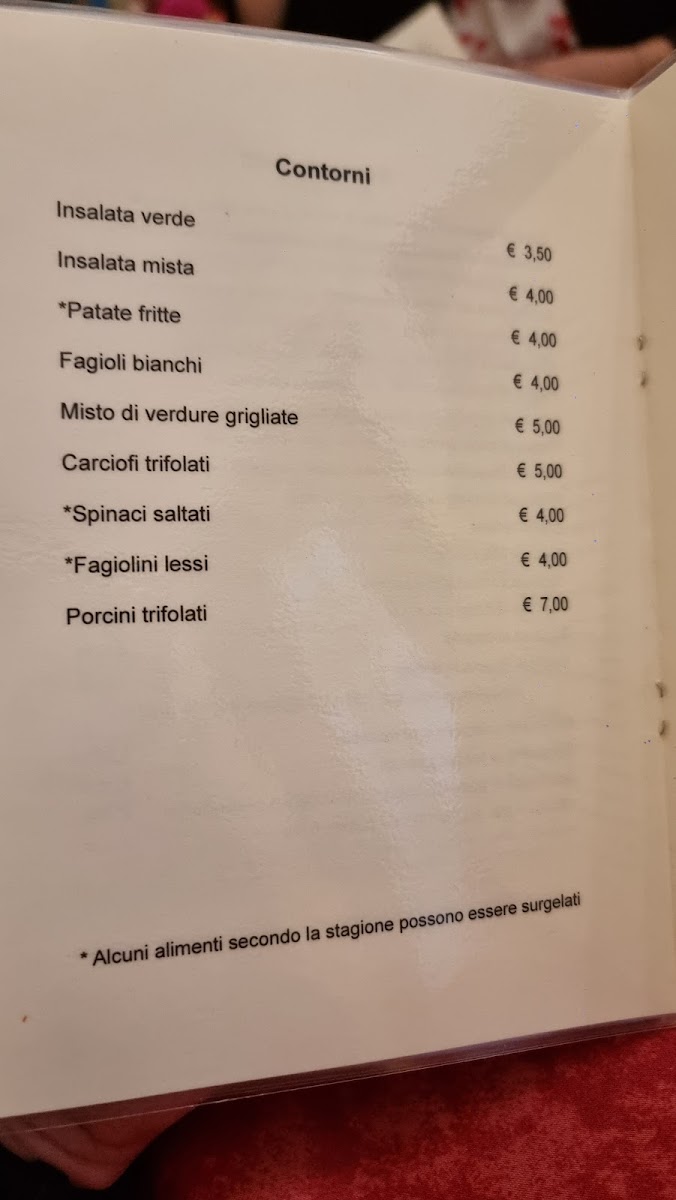 Contorni
Insalata verde € 3,50
Insalata mista € 4,00
*Patate fritte € 4,00
Fagioli bianchi € 4,00
Misto di verdure grigliate € 5,00
Carciofi trifolati € 5,00
*Spinaci saltati € 4,00
*Fagiolini lessi € 4,00
Porcini trifolati € 7,00
* Alcuni alimenti secondo la stagione possono essere surgelati